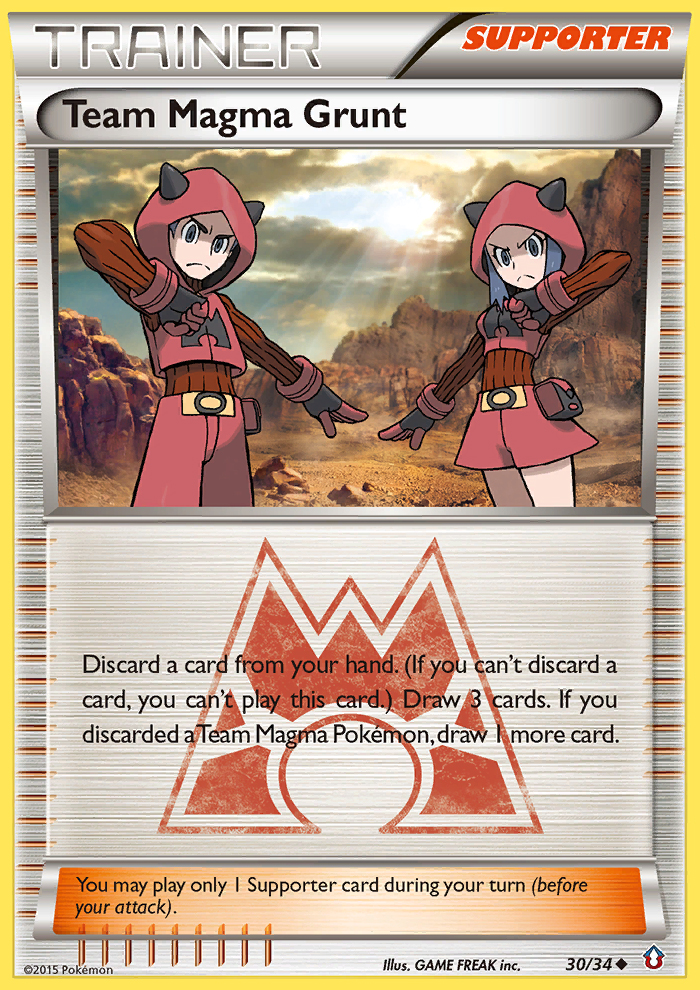 TRAINER
SUPPORTER
Team Magma Grunt
Discard a card from your hand. (If you can't discard a
card, you can't play this card.) Draw 3 cards. If you
discarded a Team Magma Pokémon, draw 1 more card.
You may play only 1 Supporter card during your turn (before
your attack).
©2015 Pokémon
Illus. GAME FREAK inc.
30/34